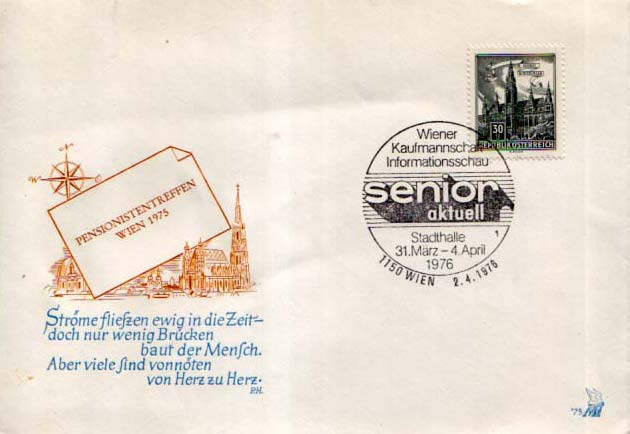 30
REPUBLIK ÖSTERREICH
Wiener
Kaufmannschaft
Informationsschau
senior
aktuell
Stadthalle 1
31. März – 4. April
1976
1150 WIEN 2.4.1976
N
W
PENSIONISTENTREFFEN
WIEN 1975
Ströme fließen ewig in die Zeit –
doch nur wenig Brücken
baut der Mensch.
Aber viele sind vonnöten
von Herz zu Herz.
P.H.
'75